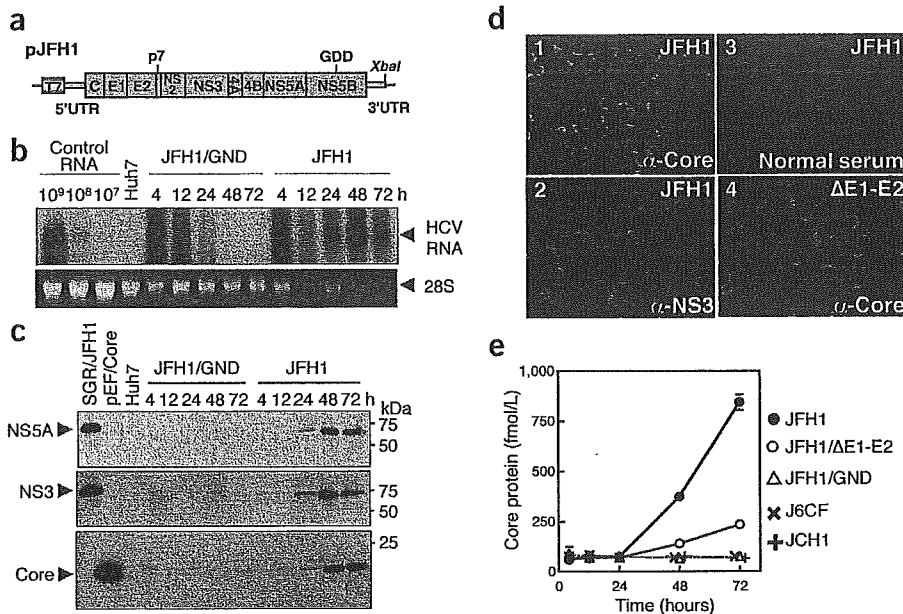 a
pJFH1
p7
GDD
XbaI
T7
C E1 E2 NS2 NS3 4A 4B NS5A NS5B
5'UTR
3'UTR
b
Control RNA
Huh7
JFH1/GND
JFH1
10⁹ 10⁸ 10⁷
4 12 24 48 72
4 12 24 48 72 h
HCV RNA
28S
c
SGR/JFH1
pEF/Core
Huh7
JFH1/GND
JFH1
4 12 24 48 72
4 12 24 48 72 h
kDa
NS5A
75
50
NS3
75
50
25
Core
d
1
JFH1
α-Core
3
JFH1
Normal serum
2
JFH1
α-NS3
4
ΔE1-E2
α-Core
e
1,000
750
500
250
0
Core protein (fmol/L)
0 24 48 72
Time (hours)
JFH1
JFH1/ΔE1-E2
JFH1/GND
J6CF
JCH1